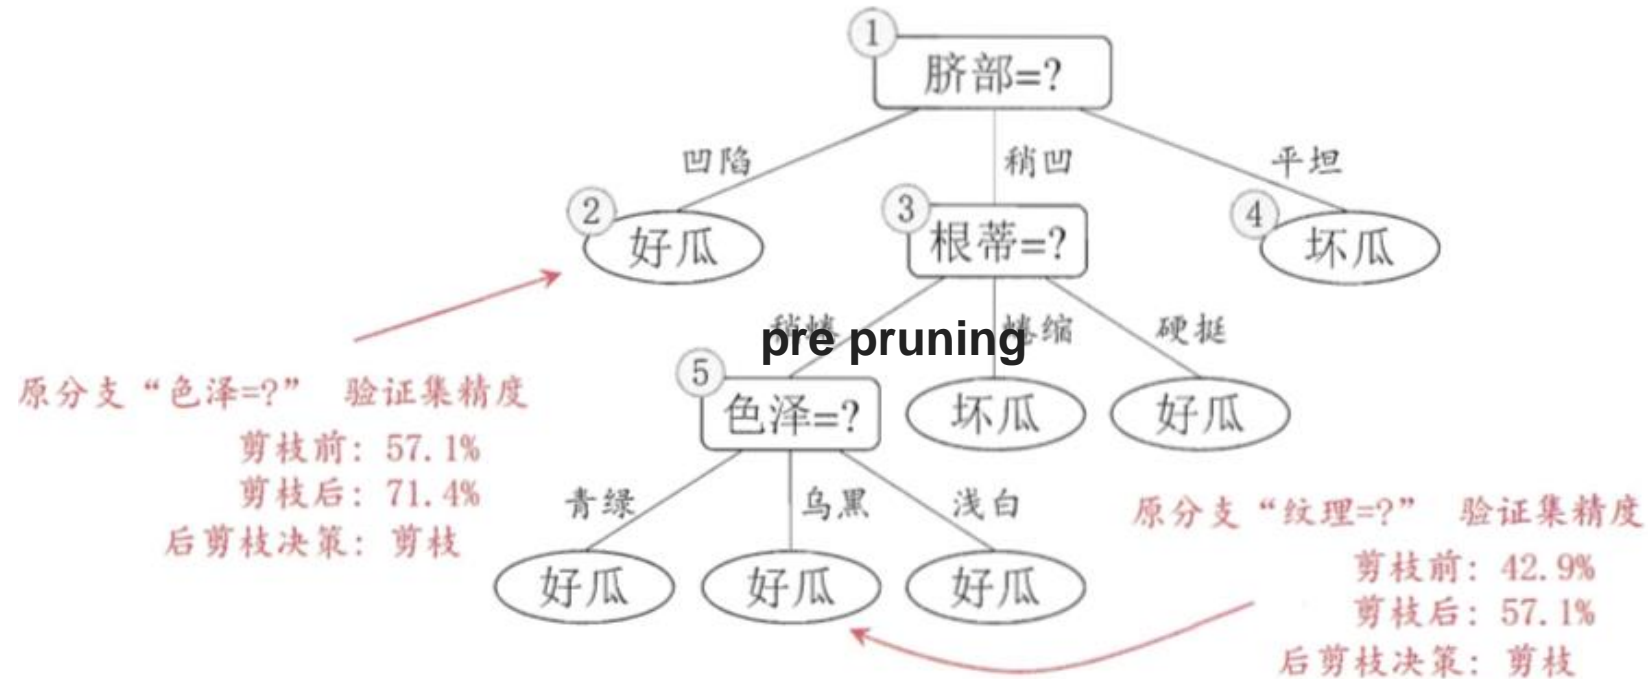 1
脐部=?
凹陷
稍凹
平坦
2
好瓜
3
根蒂=?
4
坏瓜
稍蜷
蜷缩
硬挺
pre pruning
5
色泽=?
坏瓜
好瓜
青绿
乌黑
浅白
好瓜
好瓜
好瓜
原分支“色泽=?” 验证集精度
剪枝前: 57.1%
剪枝后: 71.4%
后剪枝决策: 剪枝
原分支“纹理=?” 验证集精度
剪枝前: 42.9%
剪枝后: 57.1%
后剪枝决策: 剪枝